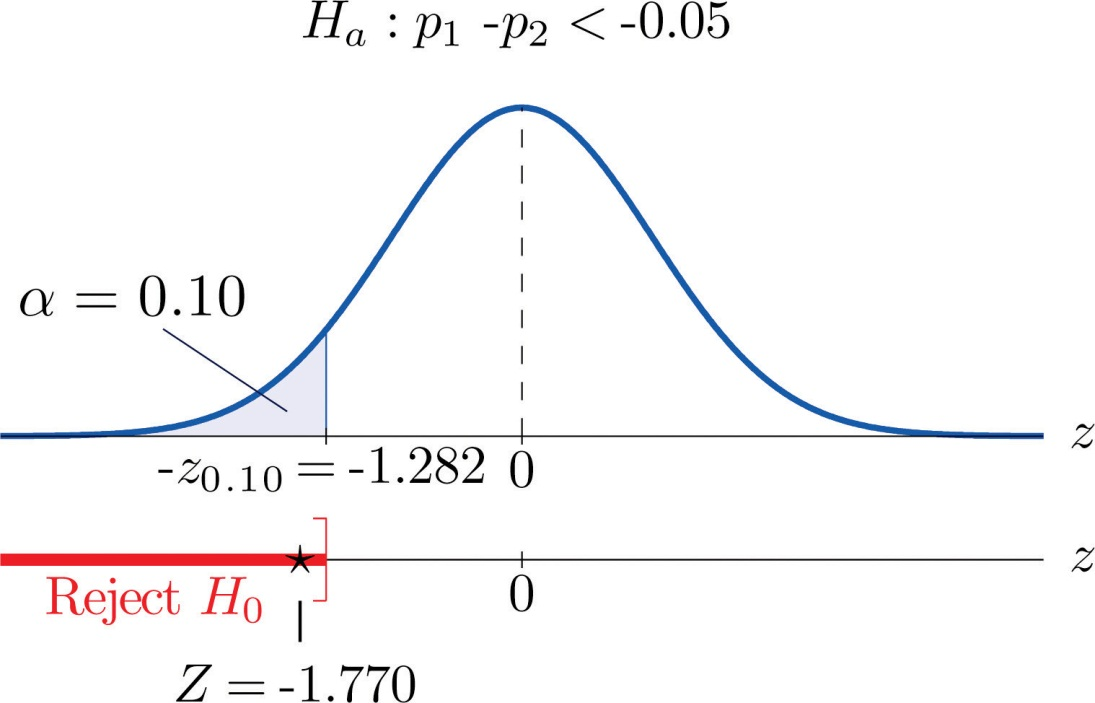 Hₐ : p₁ -p₂ < -0.05
α = 0.10
z
-z₀.₁₀ = -1.282 0
z
Reject H₀
0
Z = -1.770